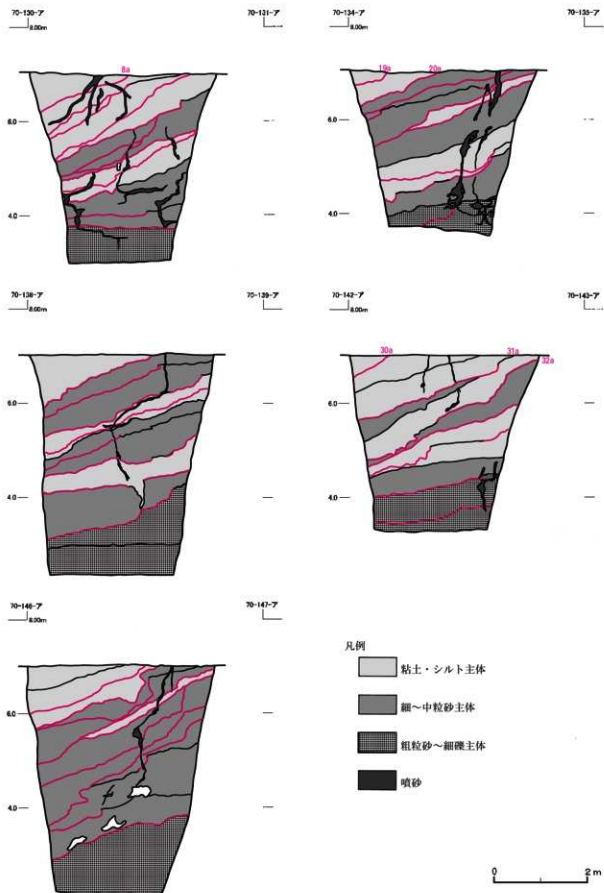 70-130-ア
8.00m
70-131-ア
8a
6.0
4.0
70-134-ア
8.00m
70-135-ア
19a
20a
6.0
4.0
70-138-ア
8.00m
70-139-ア
6.0
4.0
70-142-ア
8.00m
70-143-ア
30a
31a
32a
6.0
4.0
70-146-ア
8.00m
70-147-ア
6.0
4.0
凡例
粘土・シルト主体
細～中粒砂主体
粗粒砂～細礫主体
噴砂
0
2 m